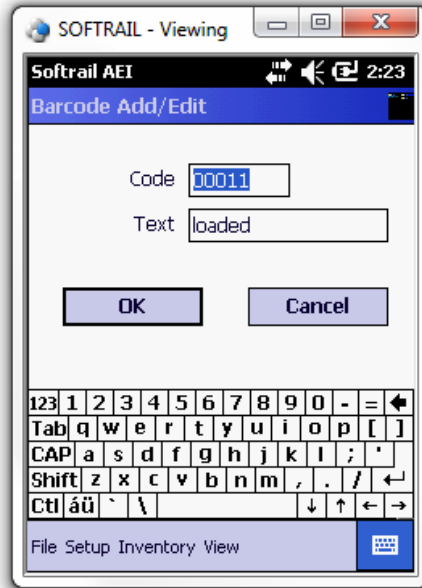 SOFTRAIL - Viewing
Softrail AEI 2:23
Barcode Add/Edit
Code 00011
Text loaded
OK Cancel
123 1 2 3 4 5 6 7 8 9 0 - =
Tab q w e r t y u i o p [ ]
CAP a s d f g h j k l ; '
Shift z x c v b n m , . /
Ctl áü ` \
File Setup Inventory View